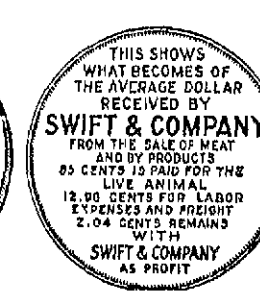 THIS SHOWS
WHAT BECOMES OF
THE AVERAGE DOLLAR
RECEIVED BY
SWIFT & COMPANY
FROM THE SALE OF MEAT
AND BY PRODUCTS
85 CENTS IS PAID FOR THE
LIVE ANIMAL
12.90 CENTS FOR LABOR
EXPENSES AND FREIGHT
2.04 CENTS REMAINS
WITH
SWIFT & COMPANY
AS PROFIT